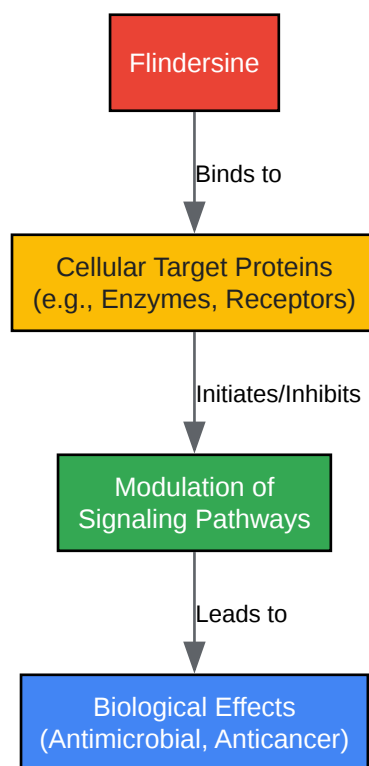 Flindersine
Binds to
Cellular Target Proteins
(e.g., Enzymes, Receptors)
Initiates/Inhibits
Modulation of
Signaling Pathways
Leads to
Biological Effects
(Antimicrobial, Anticancer)